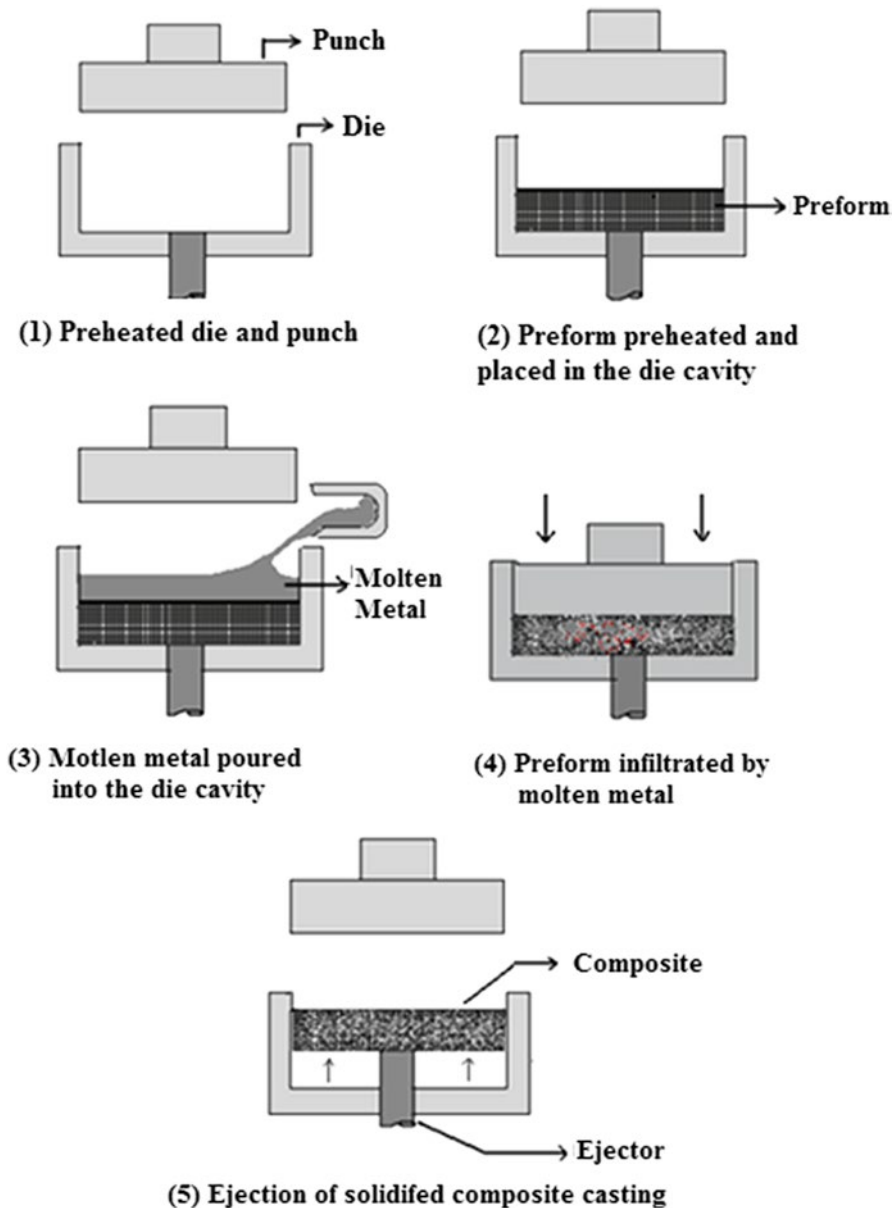 Punch
Die
(1) Preheated die and punch
Preform
(2) Preform preheated and
placed in the die cavity
Molten
Metal
(3) Motlen metal poured
into the die cavity
(4) Preform infiltrated by
molten metal
Composite
Ejector
(5) Ejection of solidifed composite casting